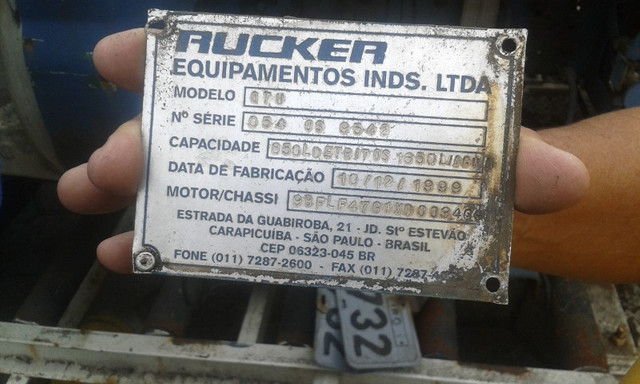 RUCKER
EQUIPAMENTOS INDS. LTDA
MODELO
Nº SÉRIE
CAPACIDADE
DATA DE FABRICAÇÃO 10/12/1999
MOTOR/CHASSI
ESTRADA DA GUABIROBA, 21 - JD. Stº ESTEVÃO
CARAPICUÍBA - SÃO PAULO - BRASIL
CEP 06323-045 BR
FONE (011) 7287-2600 - FAX (011)
732